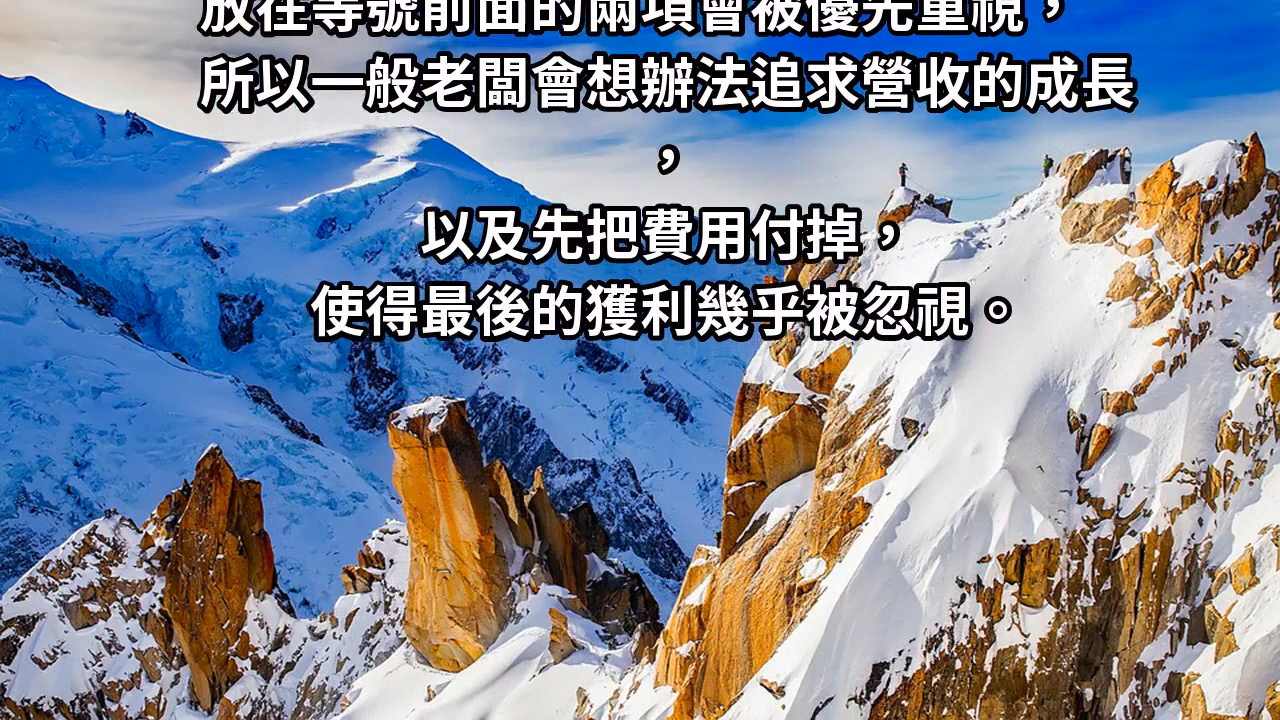 放在等號前面的兩項會被優先重視，
所以一般老闆會想辦法追求營收的成長
，
以及先把費用付掉，
使得最後的獲利幾乎被忽視。